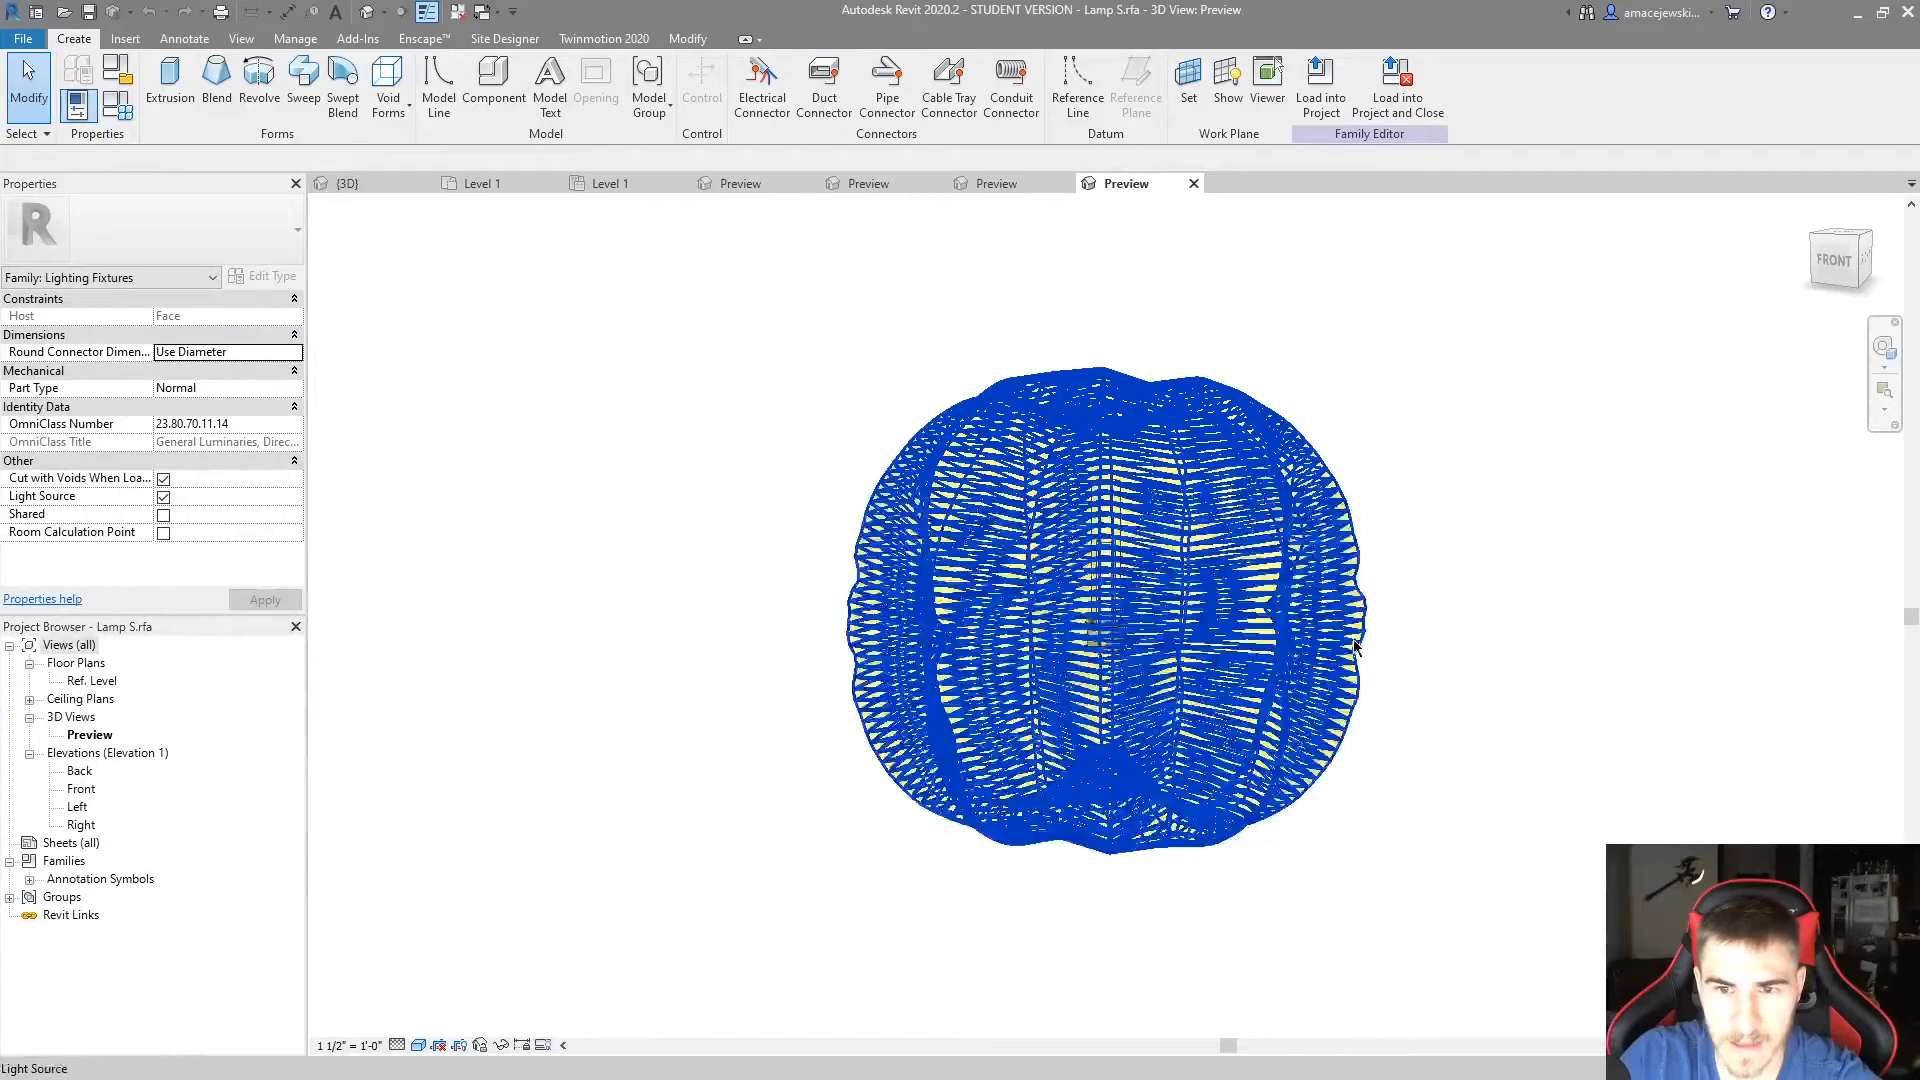 Autodesk Revit 2020.2 - STUDENT VERSION - Lamp S.rfa - 3D View: Preview
amacejewski...
File Create Insert Annotate View Manage Add-Ins Enscape™ Site Designer Twinmotion 2020 Modify
Modify
Extrusion Blend Revolve Sweep Swept Blend Void Forms Model Line Component Model Text Opening Model Group Control Electrical Connector Duct Connector Pipe Connector Cable Tray Connector Conduit Connector Reference Line Reference Plane Set Show Viewer Load into Project Load into Project and Close
Select Properties Forms Model Control Connectors Datum Work Plane Family Editor
Properties
{3D} Level 1 Level 1 Preview Preview Preview Preview
R
Family: Lighting Fixtures Edit Type
Constraints
Host Face
Dimensions
Round Connector Dimen... Use Diameter
Mechanical
Part Type Normal
Identity Data
OmniClass Number 23.80.70.11.14
OmniClass Title General Luminaries, Direc...
Other
Cut with Voids When Loa...
Light Source
Shared
Room Calculation Point
Properties help Apply
Project Browser - Lamp S.rfa
Views (all)
Floor Plans
Ref. Level
Ceiling Plans
3D Views
Preview
Elevations (Elevation 1)
Back
Front
Left
Right
Sheets (all)
Families
Annotation Symbols
Groups
Revit Links
FRONT
1 1/2" = 1'-0"
Light Source